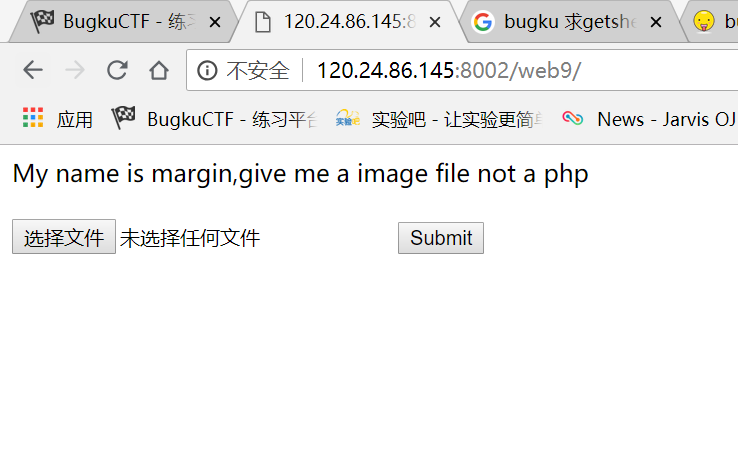 BugkuCTF - 练习
120.24.86.145:8
bugku 求getshe
bu
不安全
120.24.86.145:8002/web9/
应用
BugkuCTF - 练习平台
实验吧 - 让实验更简单
News - Jarvis OJ
My name is margin,give me a image file not a php
选择文件 未选择任何文件 Submit